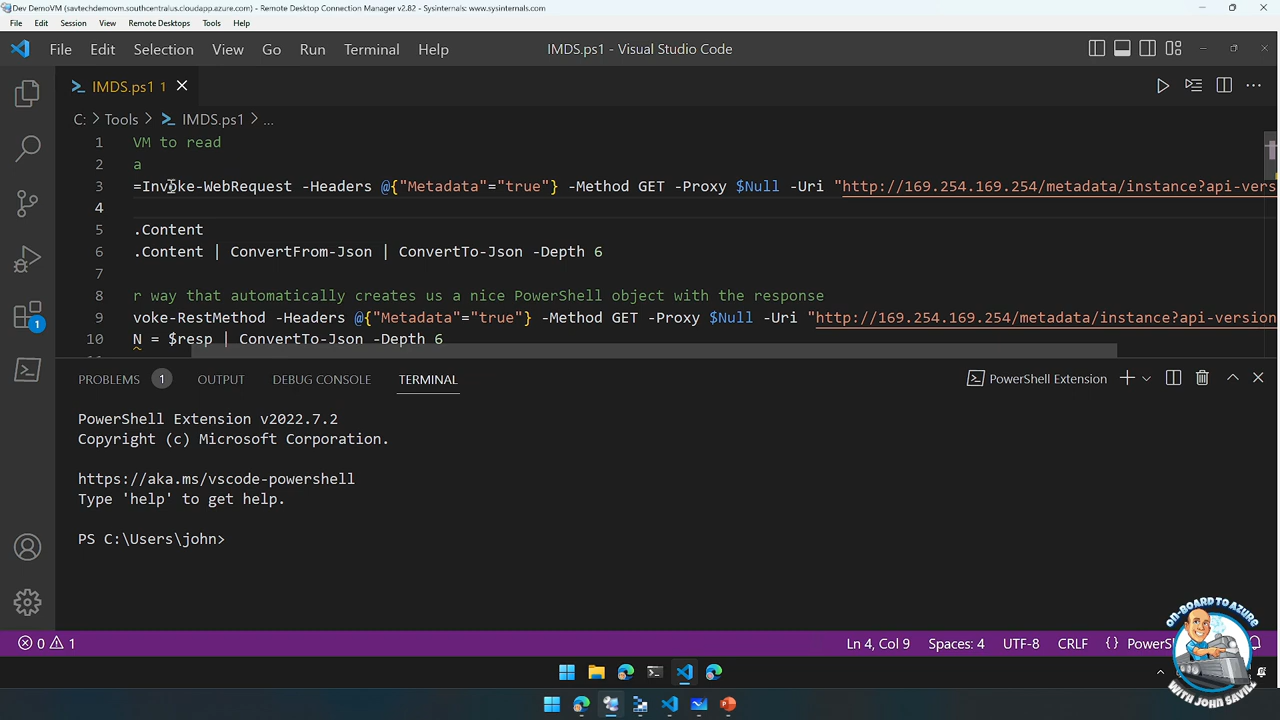 Dev DemoVM (savtechdemovm.southcentralus.cloudapp.azure.com) - Remote Desktop Connection Manager v2.82 - Sysinternals: www.sysinternals.com
File Edit Session View Remote Desktops Tools Help
File Edit Selection View Go Run Terminal Help IMDS.ps1 - Visual Studio Code
IMDS.ps1 1
C: > Tools > IMDS.ps1 > ...
1 VM to read
2 a
3 =Invoke-WebRequest -Headers @{"Metadata"="true"} -Method GET -Proxy $Null -Uri "http://169.254.169.254/metadata/instance?api-vers
4
5 .Content
6 .Content | ConvertFrom-Json | ConvertTo-Json -Depth 6
7
8 r way that automatically creates us a nice PowerShell object with the response
9 voke-RestMethod -Headers @{"Metadata"="true"} -Method GET -Proxy $Null -Uri "http://169.254.169.254/metadata/instance?api-version
10 N = $resp | ConvertTo-Json -Depth 6
PROBLEMS 1 OUTPUT DEBUG CONSOLE TERMINAL PowerShell Extension
PowerShell Extension v2022.7.2
Copyright (c) Microsoft Corporation.
https://aka.ms/vscode-powershell
Type 'help' to get help.
PS C:\Users\john>
1
0 1 Ln 4, Col 9 Spaces: 4 UTF-8 CRLF {} PowerS
ON-BOARD TO AZURE
WITH JOHN SAVILL